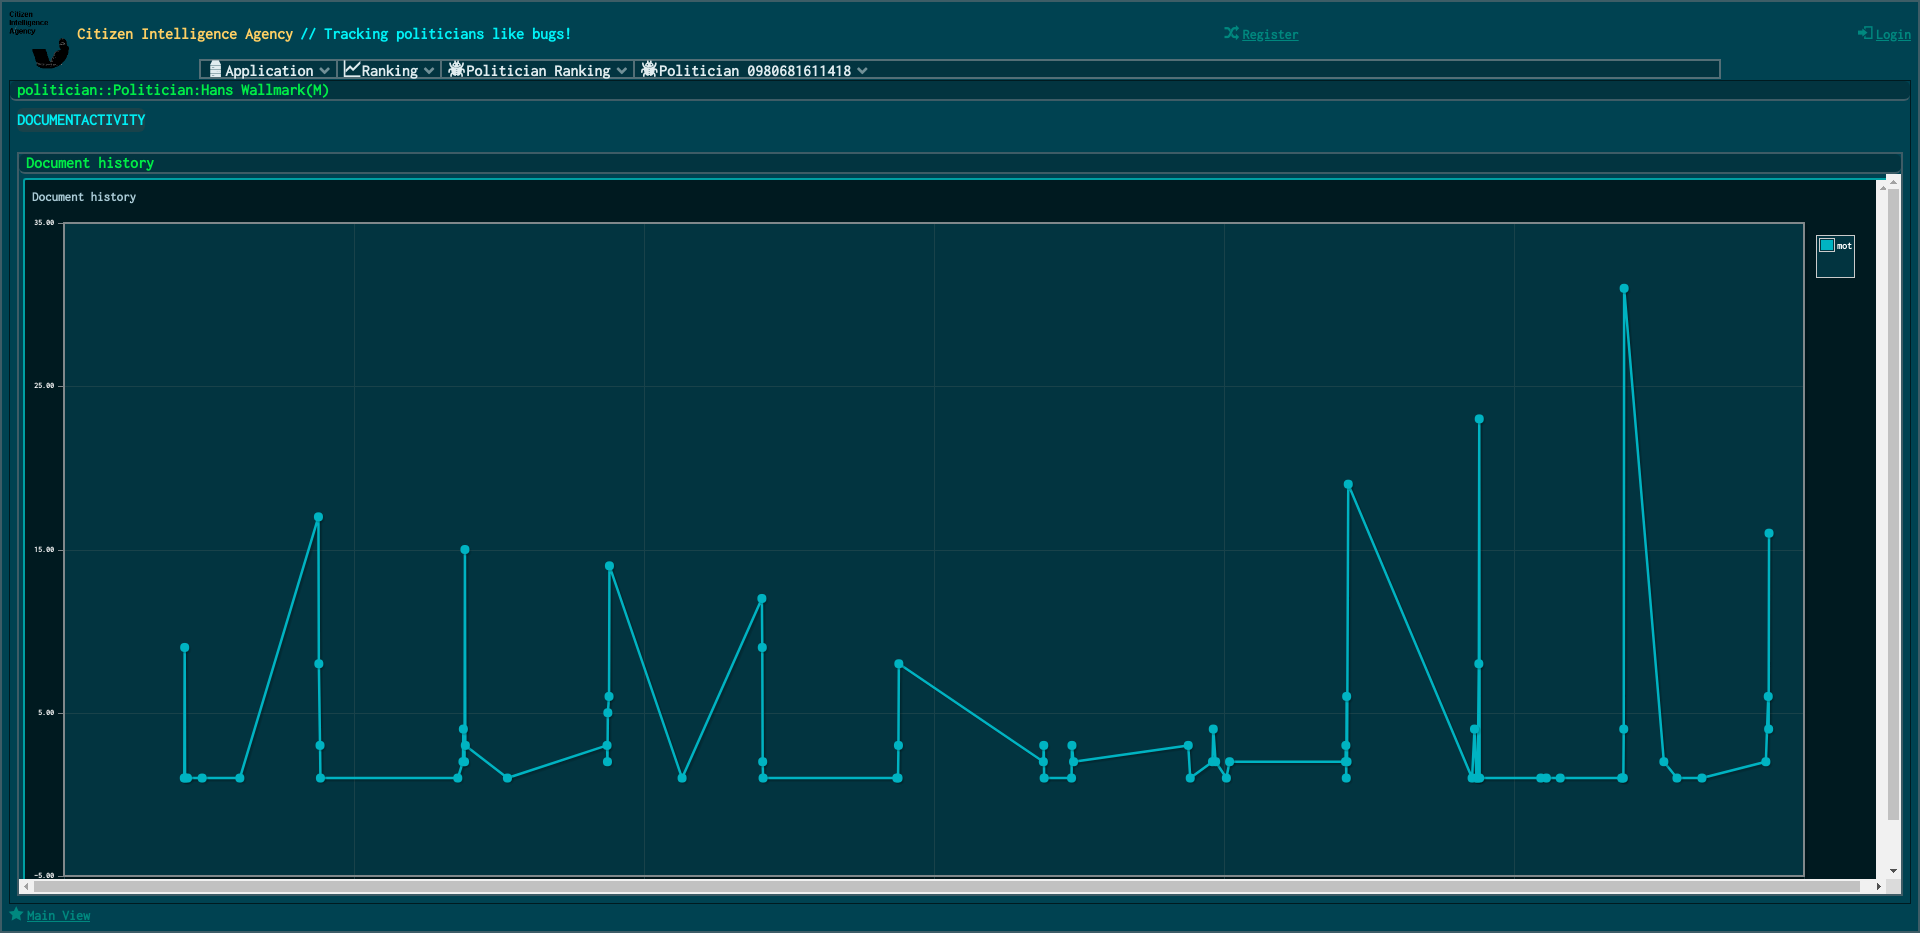 Citizen
Intelligence
Agency
Citizen Intelligence Agency // Tracking politicians like bugs!
Register
Login
Application
Ranking
Politician Ranking
Politician 0980681611418
politician::Politician:Hans Wallmark(M)
DOCUMENTACTIVITY
Document history
Document history
35.00
mot
25.00
15.00
5.00
-5.00
Main View